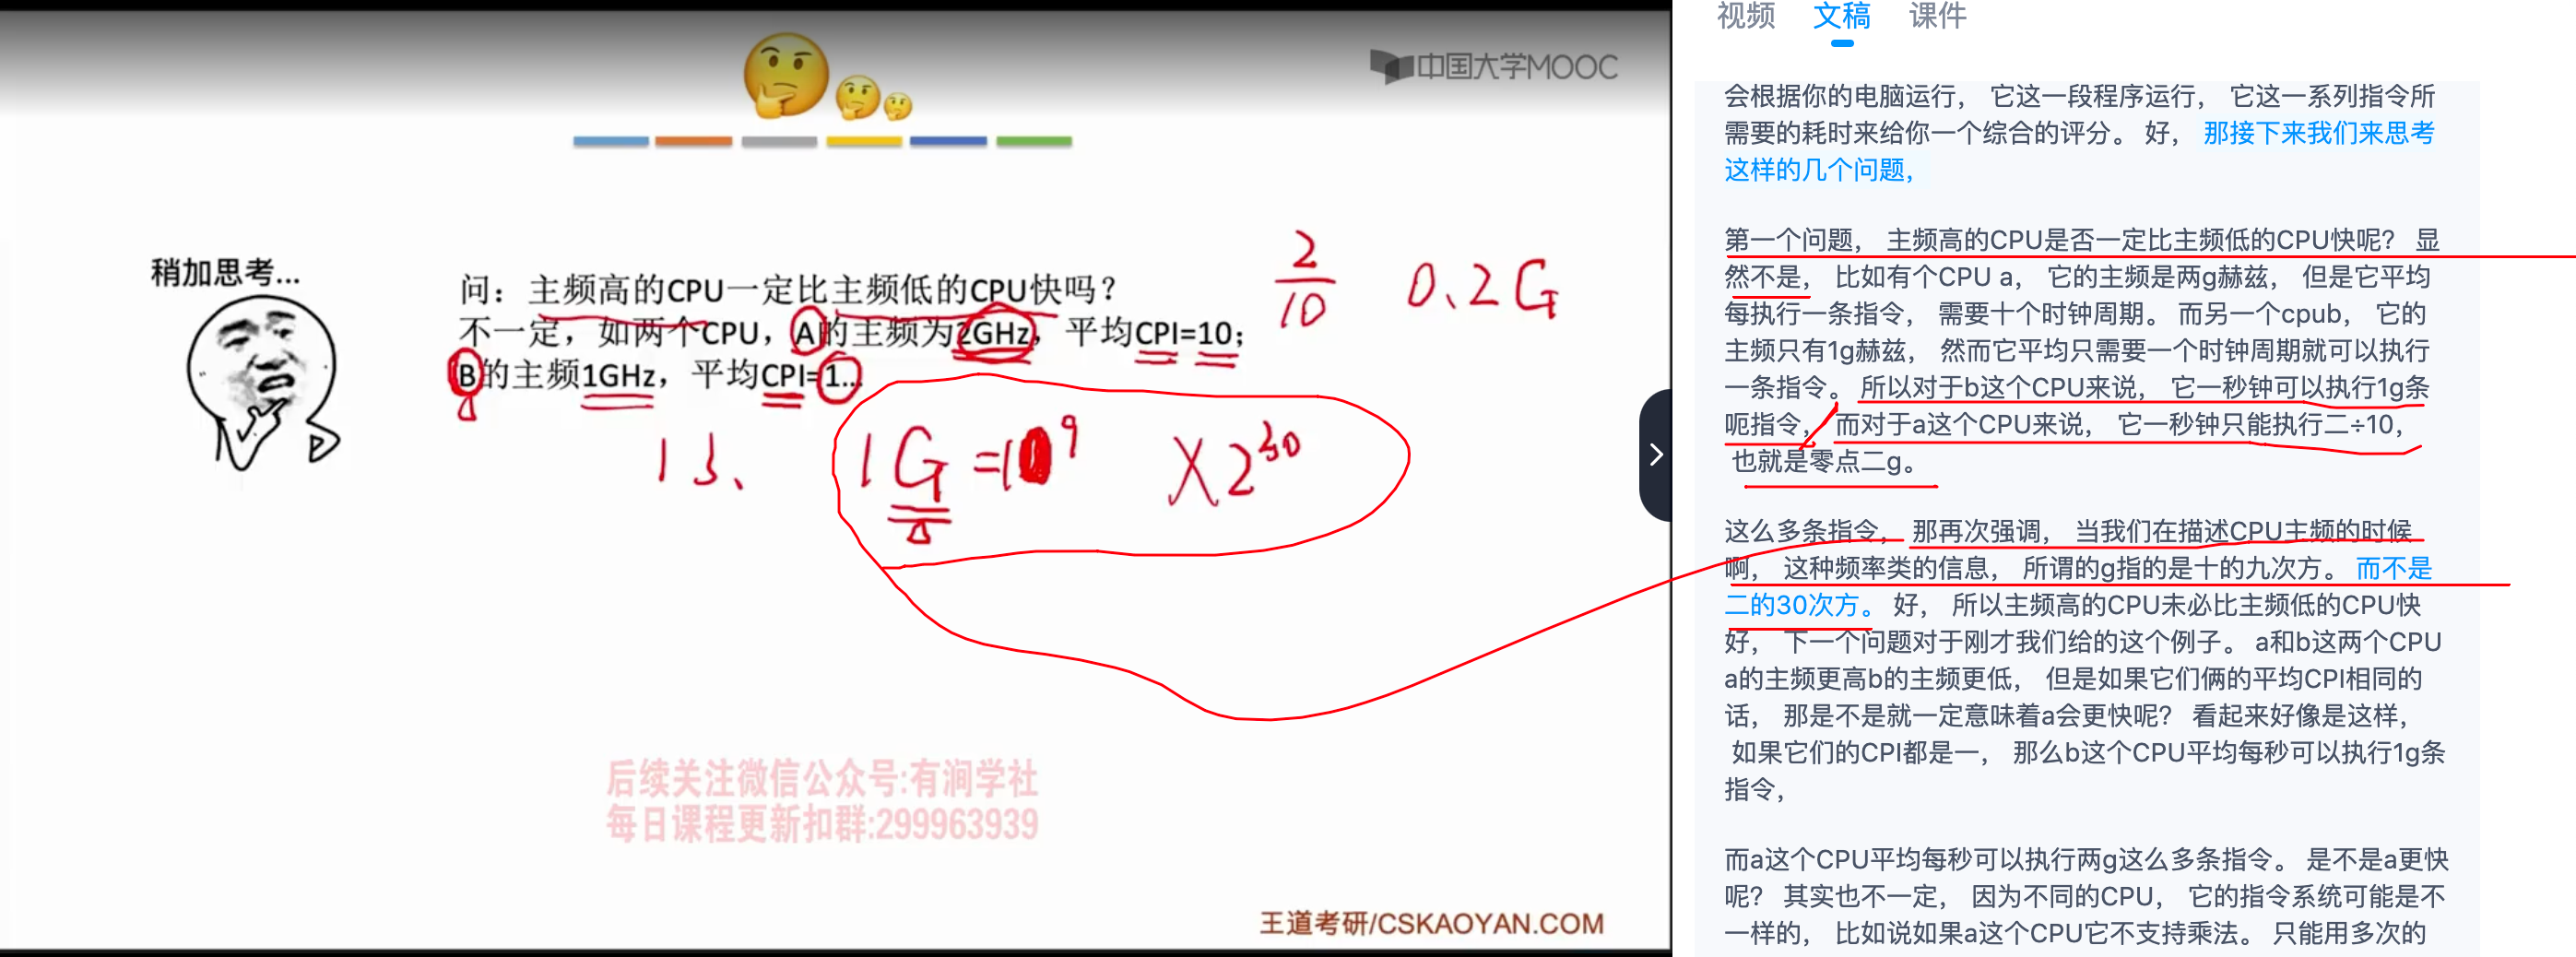 中国大学MOOC
稍加思考...
问：主频高的CPU一定比主频低的CPU快吗？
不一定，如两个CPU，A的主频为2GHz，平均CPI=10；
B的主频1GHz，平均CPI=1...
2
10
0.2G
1s、
1G=10⁹
X2³⁰
后续关注微信公众号:有涧学社
每日课程更新扣群:299963939
王道考研/CSKAOYAN.COM
视频 文稿 课件
会根据你的电脑运行， 它这一段程序运行， 它这一系列指令所
需要的耗时来给你一个综合的评分。 好， 那接下来我们来思考
这样的几个问题，
第一个问题， 主频高的CPU是否一定比主频低的CPU快呢？ 显
然不是， 比如有个CPU a， 它的主频是两g赫兹， 但是它平均
每执行一条指令， 需要十个时钟周期。 而另一个cpub， 它的
主频只有1g赫兹， 然而它平均只需要一个时钟周期就可以执行
一条指令。 所以对于b这个CPU来说， 它一秒钟可以执行1g条
呃指令， 而对于a这个CPU来说， 它一秒钟只能执行二÷10，
也就是零点二g。
这么多条指令， 那再次强调， 当我们在描述CPU主频的时候
啊， 这种频率类的信息， 所谓的g指的是十的九次方。 而不是
二的30次方。 好， 所以主频高的CPU未必比主频低的CPU快
好， 下一个问题对于刚才我们给的这个例子。 a和b这两个CPU
a的主频更高b的主频更低， 但是如果它们俩的平均CPI相同的
话， 那是不是就一定意味着a会更快呢？ 看起来好像是这样，
如果它们的CPI都是一， 那么b这个CPU平均每秒可以执行1g条
指令，
而a这个CPU平均每秒可以执行两g这么多条指令。 是不是a更快
呢？ 其实也不一定， 因为不同的CPU， 它的指令系统可能是不
一样的， 比如说如果a这个CPU它不支持乘法。 只能用多次的